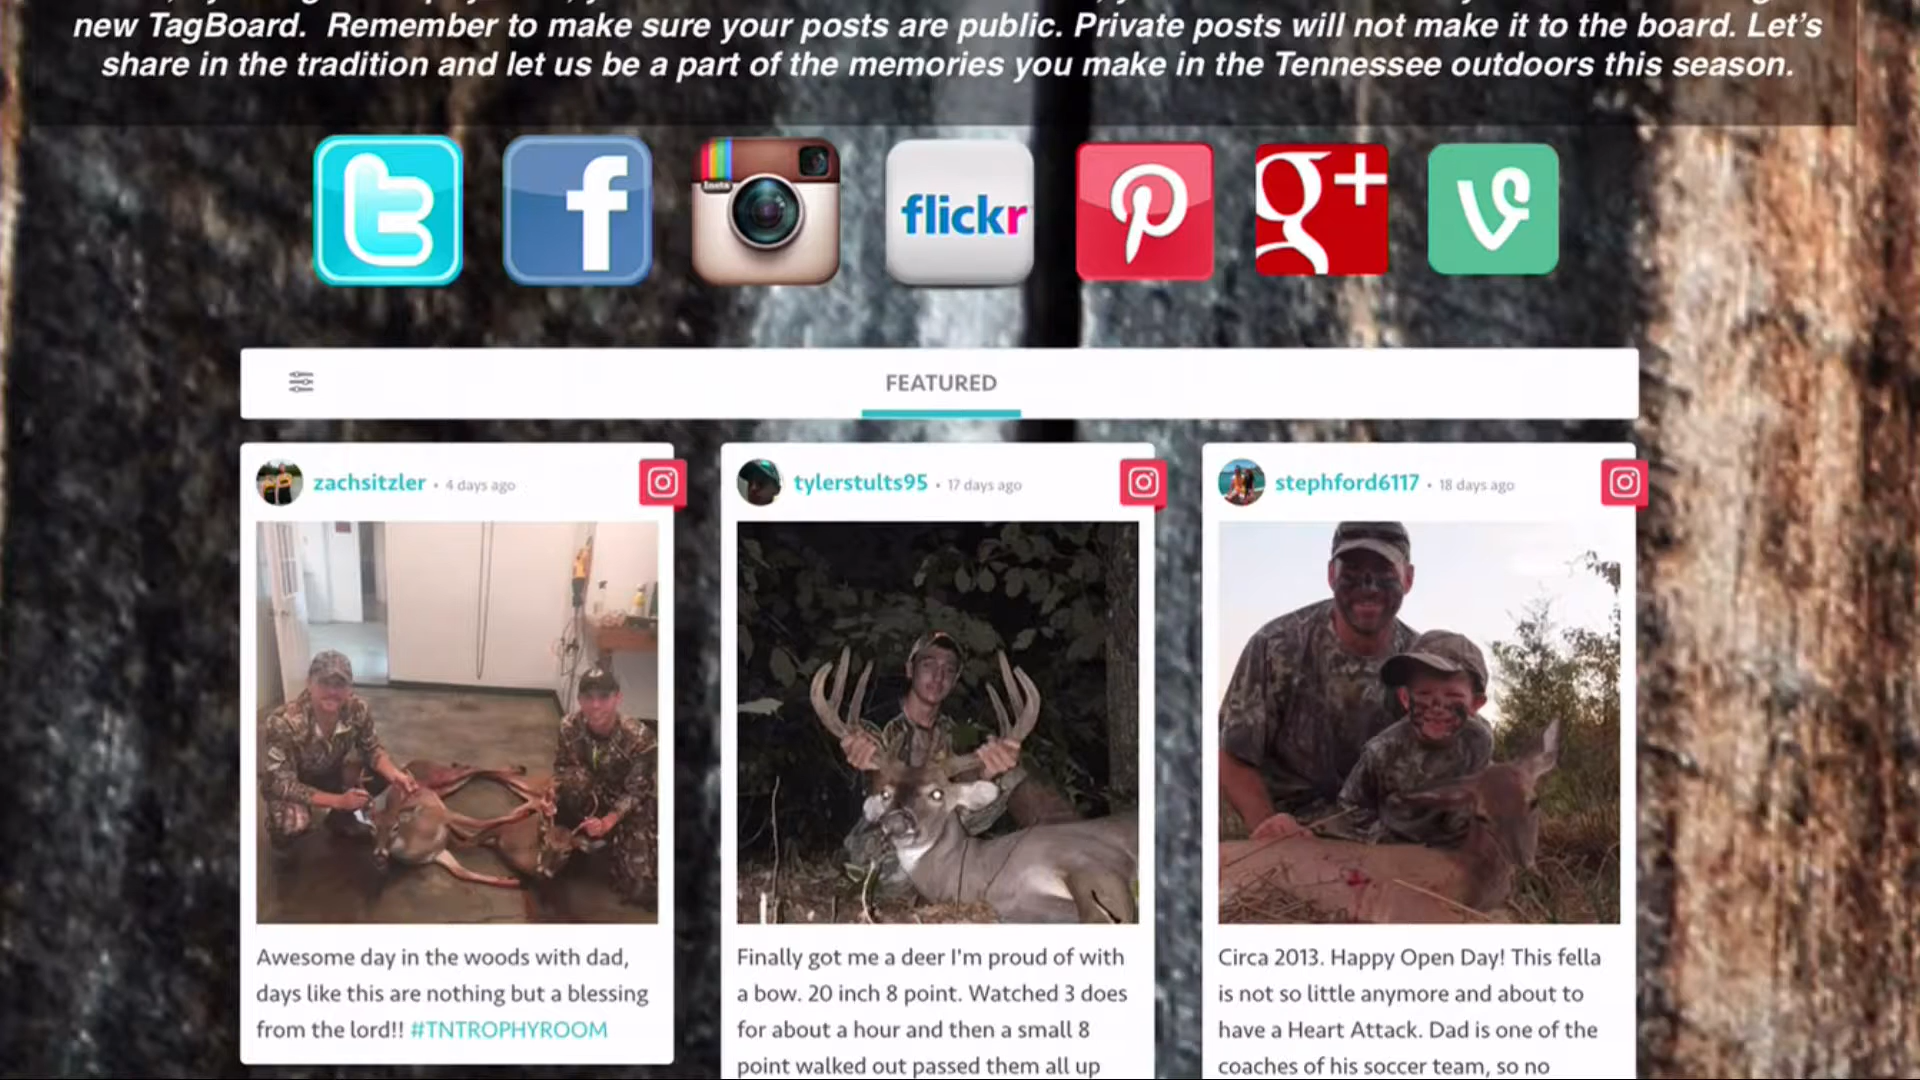 new TagBoard. Remember to make sure your posts are public. Private posts will not make it to the board. Let's
share in the tradition and let us be a part of the memories you make in the Tennessee outdoors this season.
Insta
flickr
g+
FEATURED
zachsitzler • 4 days ago
tylerstults95 • 17 days ago
stephford6117 • 18 days ago
Awesome day in the woods with dad,
days like this are nothing but a blessing
from the lord!! #TNTROPHYROOM
Finally got me a deer I'm proud of with
a bow. 20 inch 8 point. Watched 3 does
for about a hour and then a small 8
point walked out passed them all up
Circa 2013. Happy Open Day! This fella
is not so little anymore and about to
have a Heart Attack. Dad is one of the
coaches of his soccer team, so no